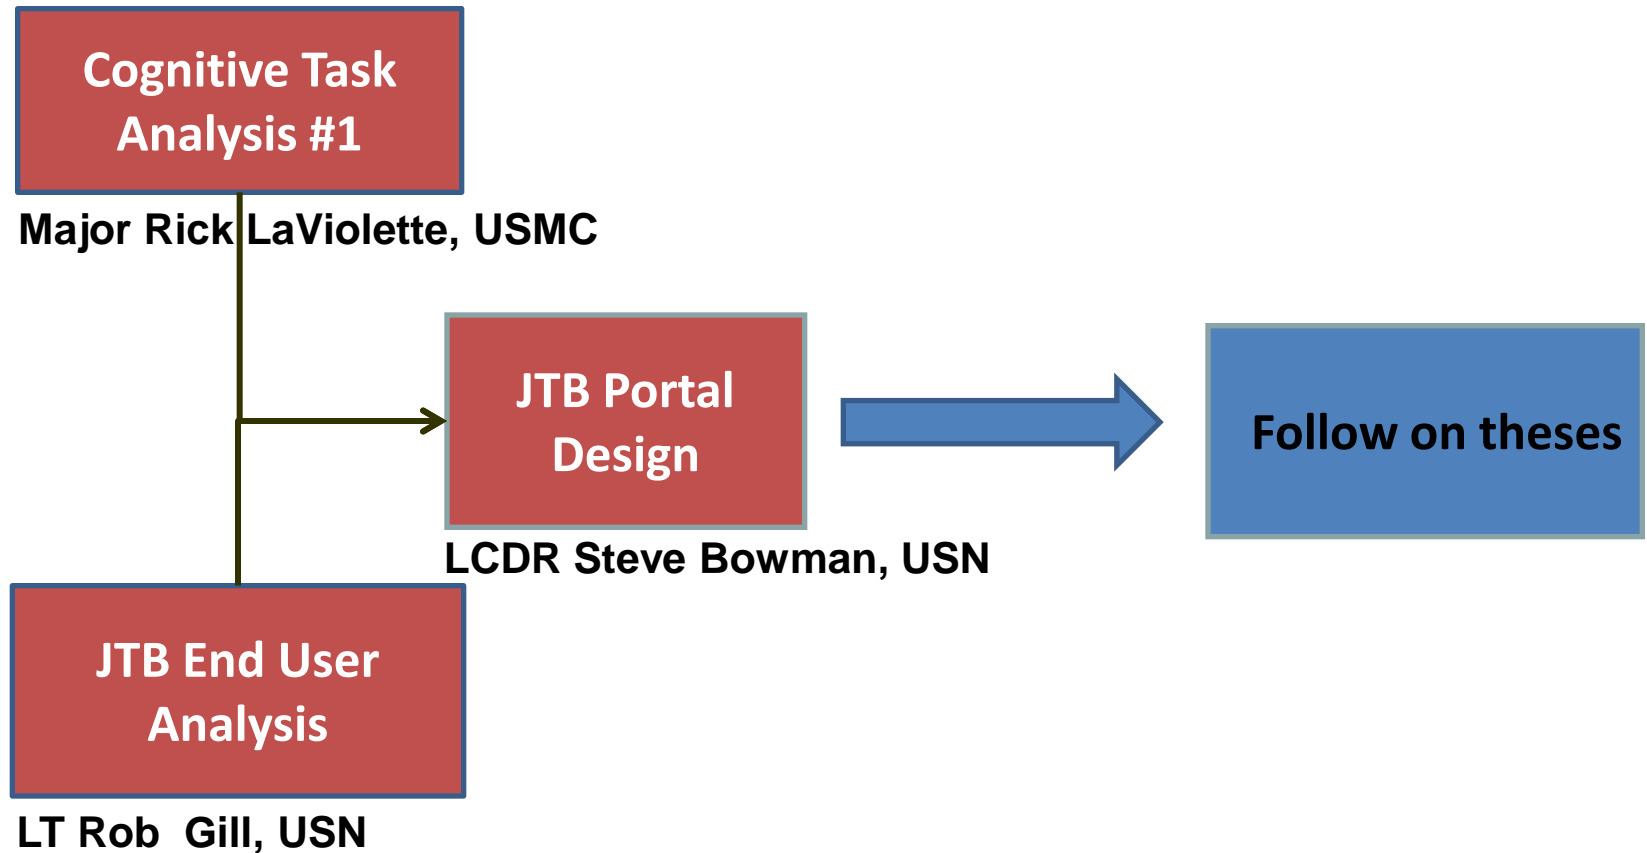 Cognitive Task
Analysis #1
Major Rick LaViolette, USMC
JTB Portal
Design
LCDR Steve Bowman, USN
Follow on theses
JTB End User
Analysis
LT Rob  Gill, USN